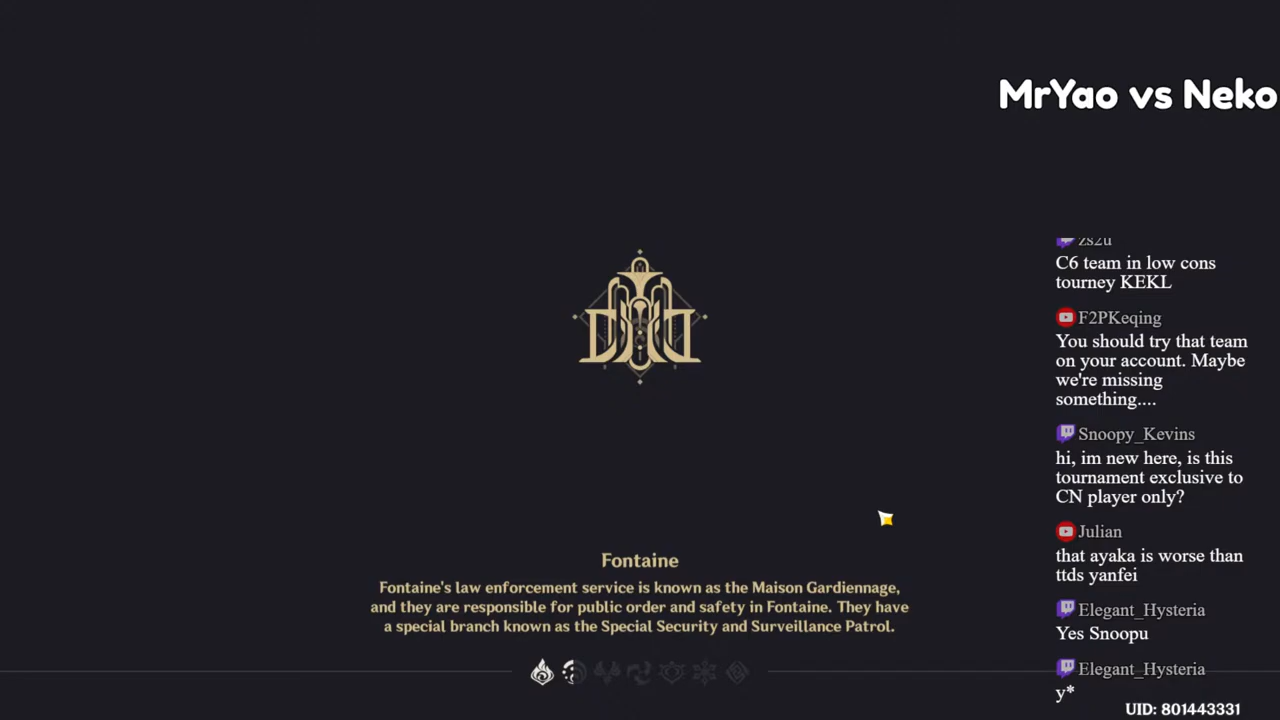 MrYao vs Neko
zs2u
C6 team in low cons
tourney KEKL
F2PKeqing
You should try that team
on your account. Maybe
we're missing
something....
Snoopy_Kevins
hi, im new here, is this
tournament exclusive to
CN player only?
Julian
that ayaka is worse than
ttds yanfei
Elegant_Hysteria
Yes Snoopu
Elegant_Hysteria
y*
Fontaine
Fontaine's law enforcement service is known as the Maison Gardiennage,
and they are responsible for public order and safety in Fontaine. They have
a special branch known as the Special Security and Surveillance Patrol.
UID: 801443331